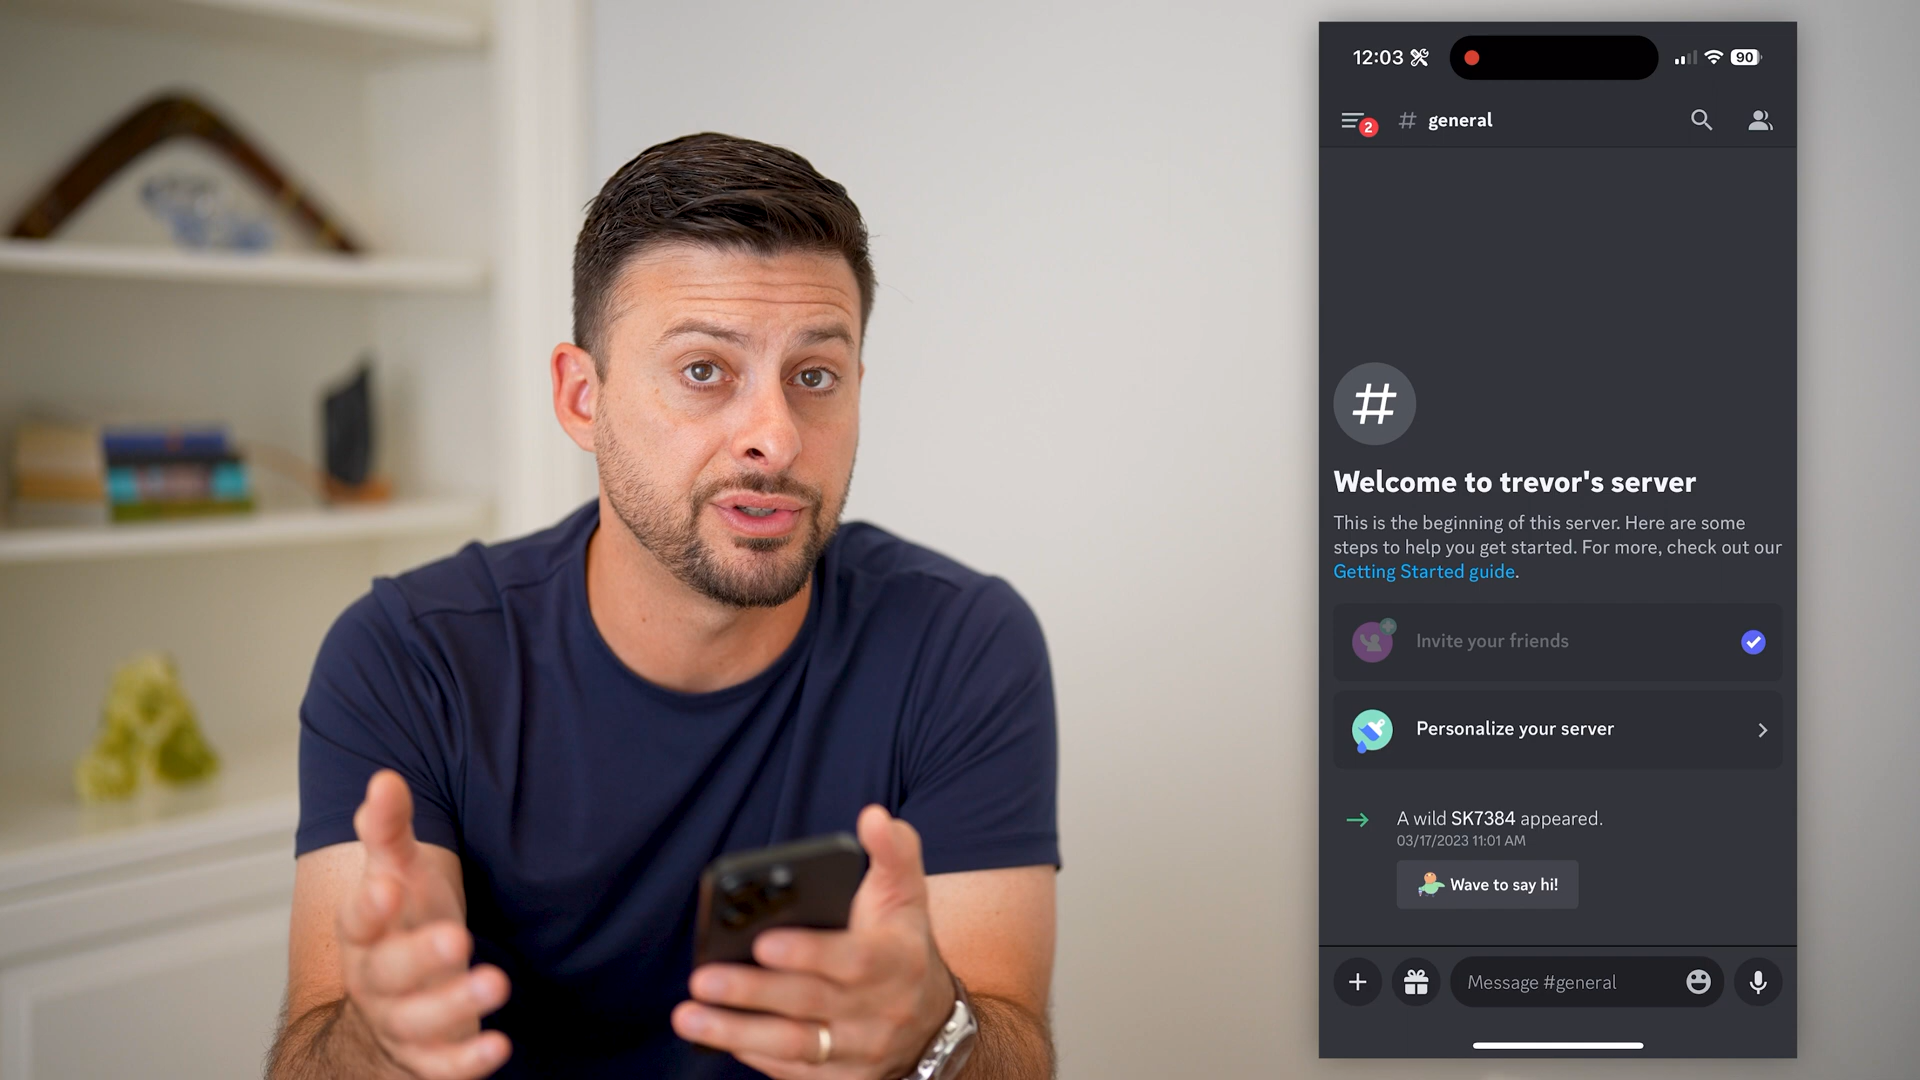 12:03
90
2
# general
#
Welcome to trevor's server
This is the beginning of this server. Here are some
steps to help you get started. For more, check out our
Getting Started guide.
Invite your friends
Personalize your server
A wild SK7384 appeared.
03/17/2023 11:01 AM
Wave to say hi!
Message #general